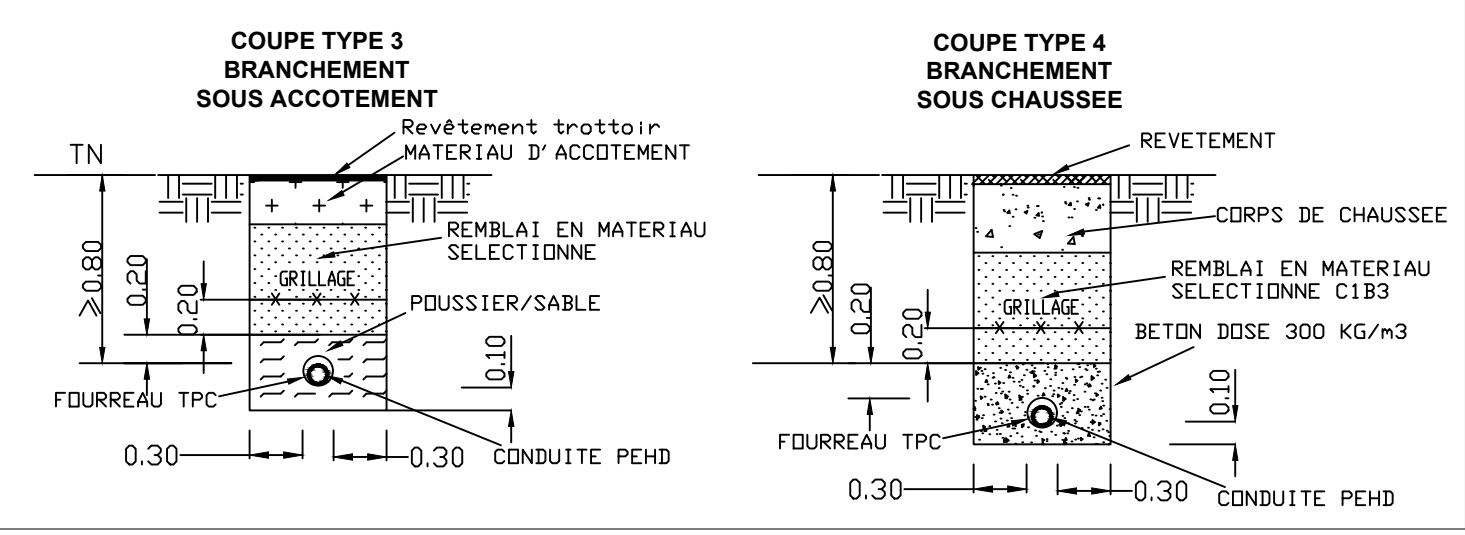 COUPE TYPE 3
BRANCHEMENT
SOUS ACCOTEMENT
Revêtement trottoir
TN
MATERIAU D'ACCOTEMENT
REMBLAI EN MATERIAU
SELECTIONNE
≥0.80
0.20
0.20
GRILLAGE
POUSSIER/SABLE
0.10
FOURREAU TPC
0.30
0.30
CONDUITE PEHD
COUPE TYPE 4
BRANCHEMENT
SOUS CHAUSSEE
REVETEMENT
CORPS DE CHAUSSEE
REMBLAI EN MATERIAU
SELECTIONNE C1B3
≥0.80
0.20
0.20
GRILLAGE
BETON DOSE 300 KG/m3
0.10
FOURREAU TPC
0.30
0.30
CONDUITE PEHD